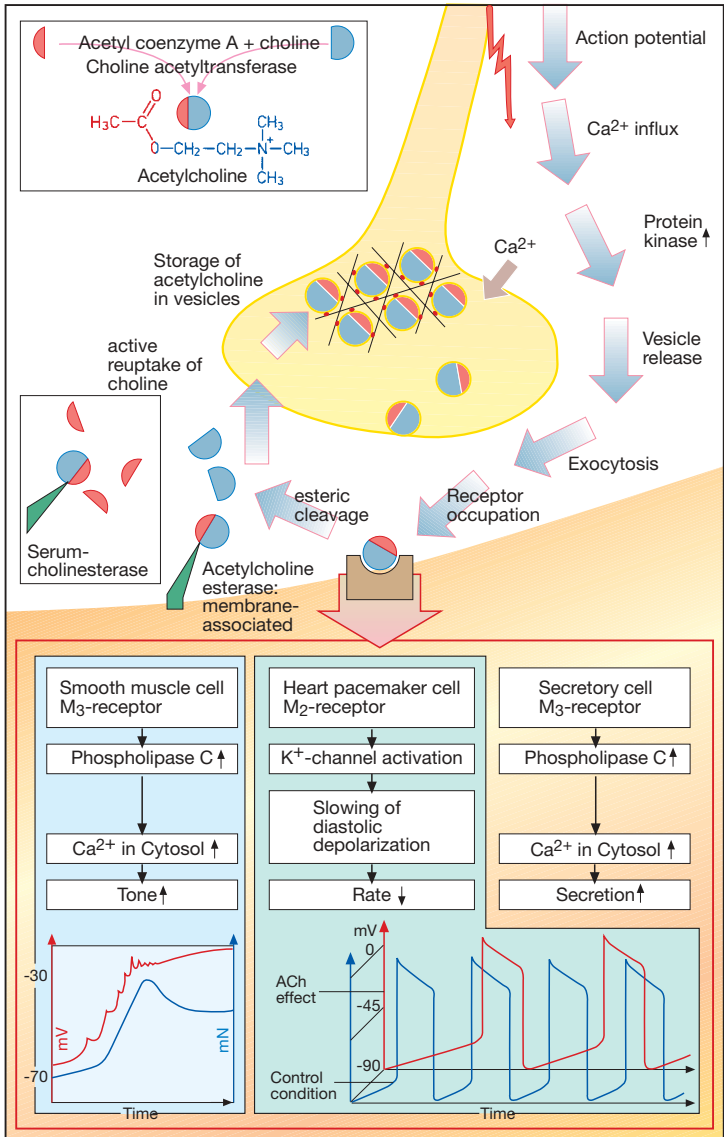 Acetyl coenzyme A + choline
Choline acetyltransferase
O
H₃C—C
O—CH₂—CH₂—N⁺—CH₃
CH₃
CH₃
Acetylcholine
Action potential
Ca²⁺ influx
Protein
kinase
Ca²⁺
Storage of
acetylcholine
in vesicles
Vesicle
release
active
reuptake of
choline
Exocytosis
esteric
cleavage
Receptor
occupation
Serum-
cholinesterase
Acetylcholine
esterase:
membrane-
associated
Smooth muscle cell
M₃-receptor
Phospholipase C
Ca²⁺ in Cytosol
Tone
Heart pacemaker cell
M₂-receptor
K⁺-channel activation
Slowing of
diastolic
depolarization
Rate
Secretory cell
M₃-receptor
Phospholipase C
Ca²⁺ in Cytosol
Secretion
-30
mV
mN
-70
Time
mV
0
ACh
effect
-45
-90
Control
condition
Time